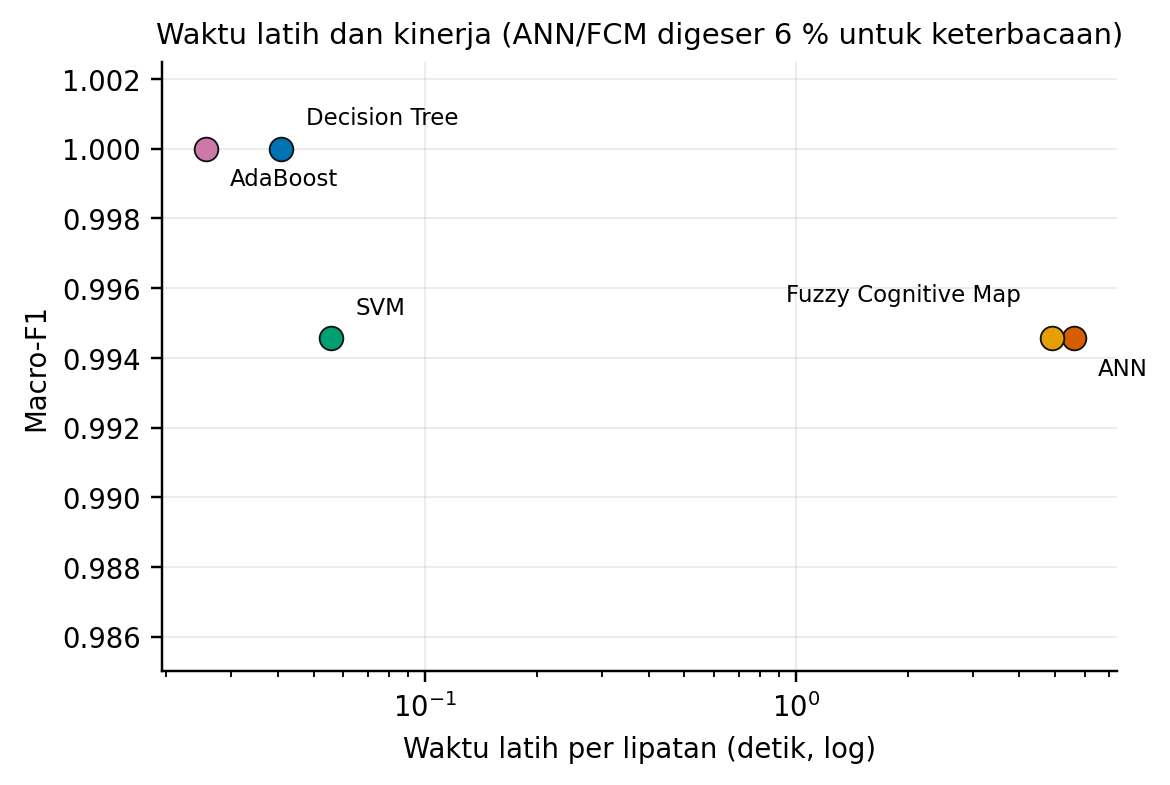 Waktu latih dan kinerja (ANN/FCM digeser 6 % untuk keterbacaan)
1.002
1.000
0.998
0.996
0.994
0.992
0.990
0.988
0.986
Macro-F1
Decision Tree
AdaBoost
Fuzzy Cognitive Map
SVM
ANN
10⁻¹
10⁰
Waktu latih per lipatan (detik, log)